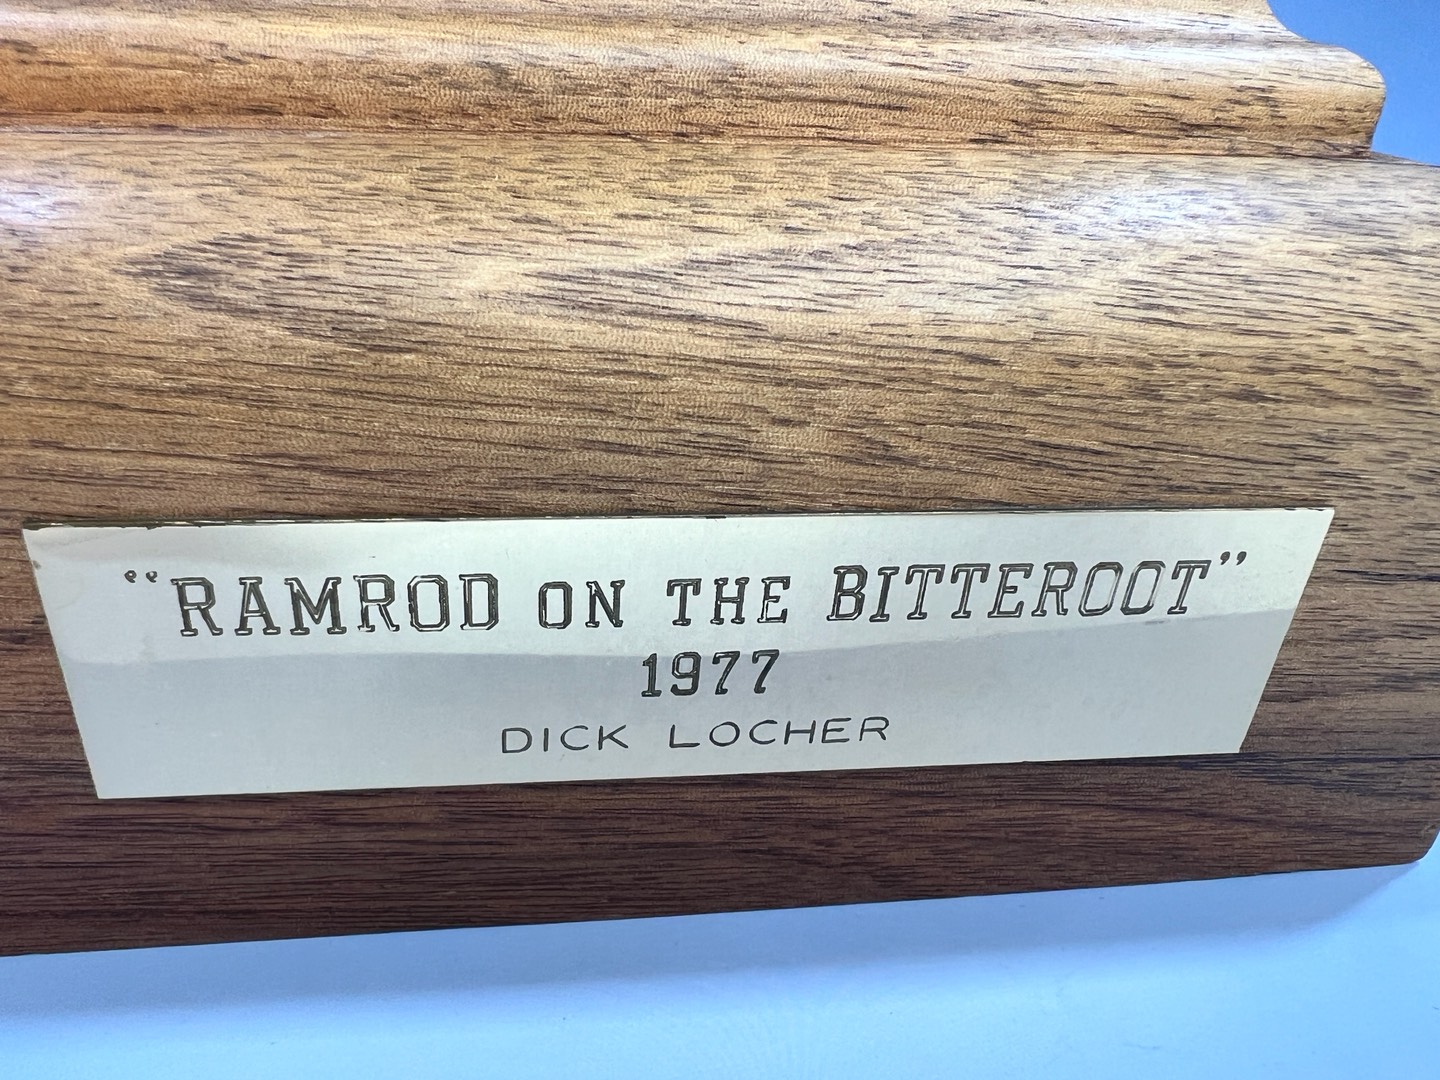 “RAMROD ON THE BITTEROOT”
1977
DICK LOCHER